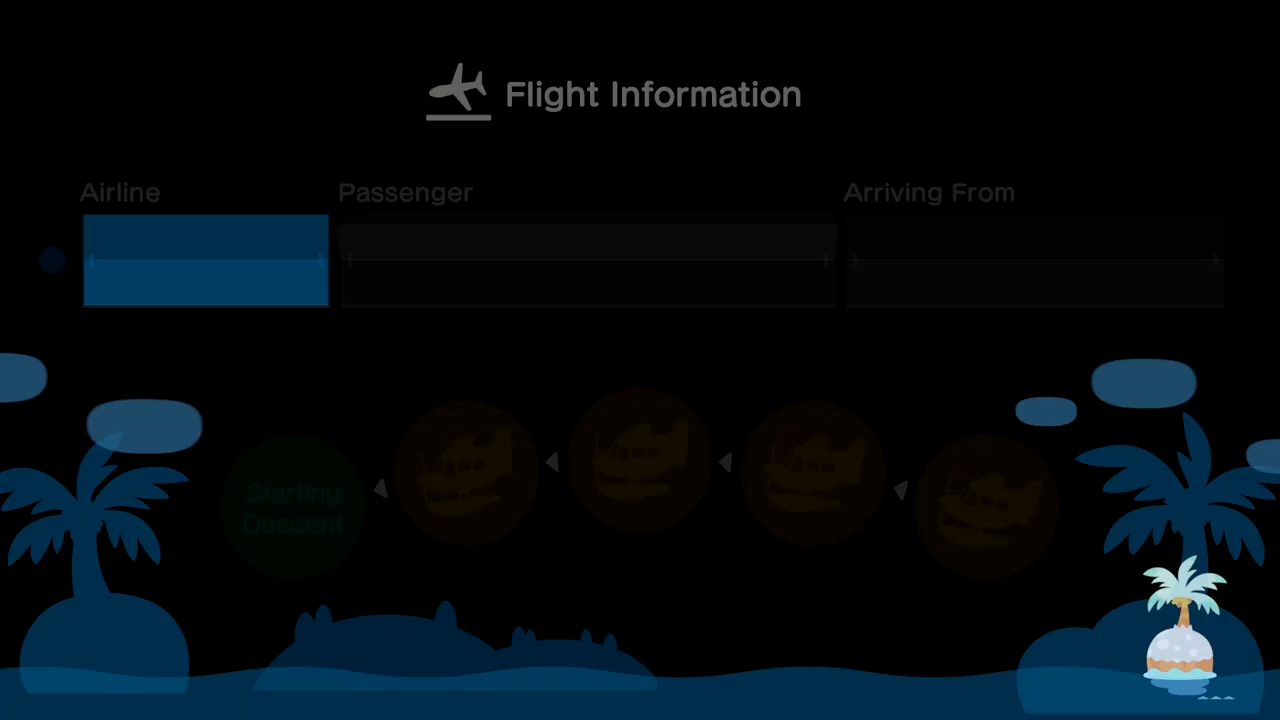 Flight Information
Airline
Passenger
Arriving From
Starting
Descent